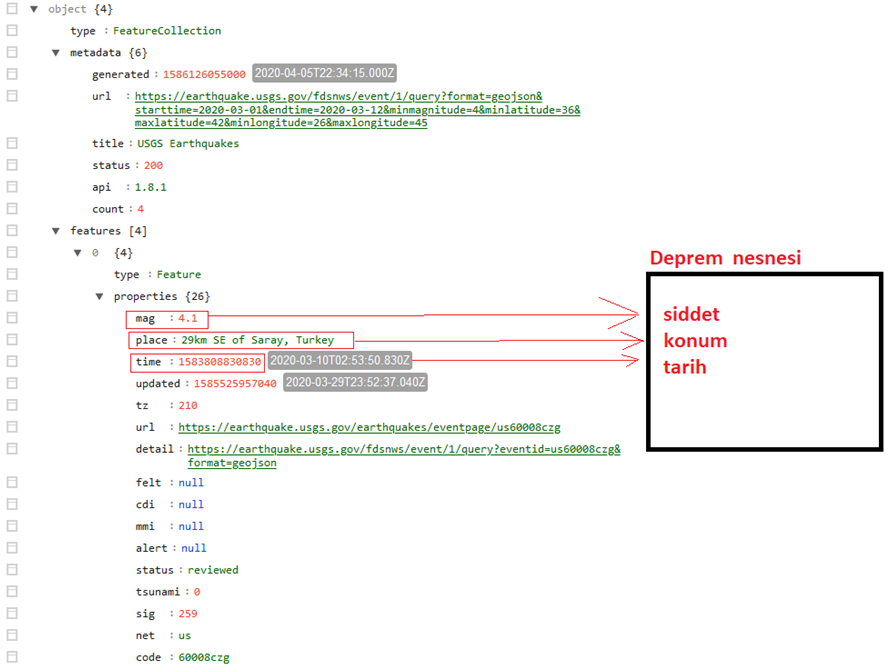 object {4}
type : FeatureCollection
metadata {6}
generated : 1586126055000 2020-04-05T22:34:15.000Z
url : https://earthquake.usgs.gov/fdsnws/event/1/query?format=geojson&
starttime=2020-03-01&endtime=2020-03-12&minmagnitude=4&minlatitude=36&
maxlatitude=42&minlongitude=26&maxlongitude=45
title : USGS Earthquakes
status : 200
api : 1.8.1
count : 4
features [4]
0 {4}
type : Feature
properties {26}
mag : 4.1
place : 29km SE of Saray, Turkey
time : 1583808830830 2020-03-10T02:53:50.830Z
updated : 1585525957040 2020-03-29T23:52:37.040Z
tz : 210
url : https://earthquake.usgs.gov/earthquakes/eventpage/us60008czg
detail : https://earthquake.usgs.gov/fdsnws/event/1/query?eventid=us60008czg&
format=geojson
felt : null
cdi : null
mmi : null
alert : null
status : reviewed
tsunami : 0
sig : 259
net : us
code : 60008czg
Deprem nesnesi
siddet
konum
tarih